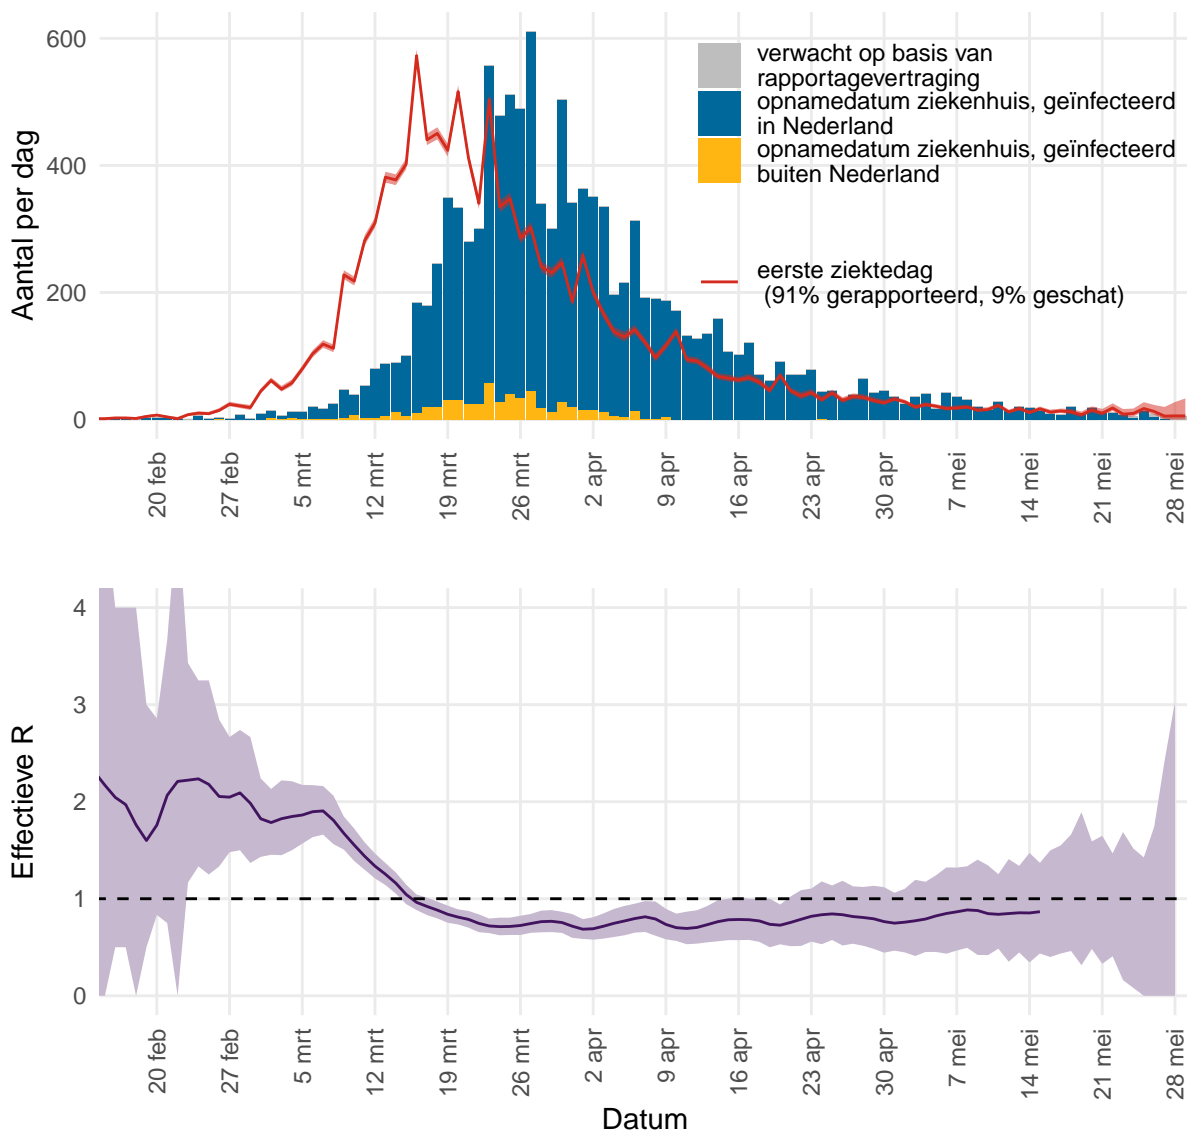 600
400
200
0
Aantal per dag
verwacht op basis van
rapportagevertraging
opnamedatum ziekenhuis, geïnfecteerd
in Nederland
opnamedatum ziekenhuis, geïnfecteerd
buiten Nederland
eerste ziektedag
(91% gerapporteerd, 9% geschat)
20 feb
27 feb
5 mrt
12 mrt
19 mrt
26 mrt
2 apr
9 apr
16 apr
23 apr
30 apr
7 mei
14 mei
21 mei
28 mei
4
3
2
1
0
Effectieve R
20 feb
27 feb
5 mrt
12 mrt
19 mrt
26 mrt
2 apr
9 apr
16 apr
23 apr
30 apr
7 mei
14 mei
21 mei
28 mei
Datum